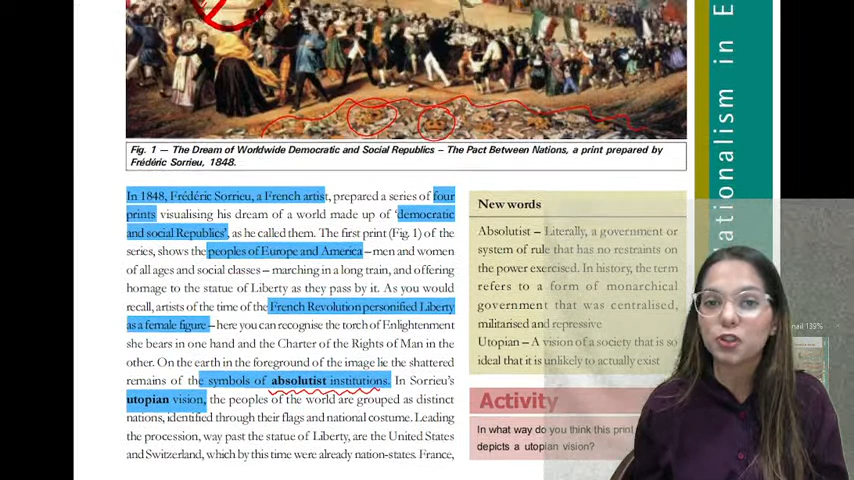 Fig. 1 — The Dream of Worldwide Democratic and Social Republics – The Pact Between Nations, a print prepared by
Frédéric Sorrieu, 1848.
In 1848, Frédéric Sorrieu, a French artist, prepared a series of four
prints visualising his dream of a world made up of ‘democratic
and social Republics’, as he called them. The first print (Fig. 1) of the
series, shows the peoples of Europe and America – men and women
of all ages and social classes – marching in a long train, and offering
homage to the statue of Liberty as they pass by it. As you would
recall, artists of the time of the French Revolution personified Liberty
as a female figure – here you can recognise the torch of Enlightenment
she bears in one hand and the Charter of the Rights of Man in the
other. On the earth in the foreground of the image lie the shattered
remains of the symbols of absolutist institutions. In Sorrieu’s
utopian vision, the peoples of the world are grouped as distinct
nations, identified through their flags and national costume. Leading
the procession, way past the statue of Liberty, are the United States
and Switzerland, which by this time were already nation-states. France,
New words
Absolutist – Literally, a government or
system of rule that has no restraints on
the power exercised. In history, the term
refers to a form of monarchical
government that was centralised,
militarised and repressive
Utopian – A vision of a society that is so
ideal that it is unlikely to actually exist
Activity
In what way do you think this print
depicts a utopian vision?
ationalism in E
139%